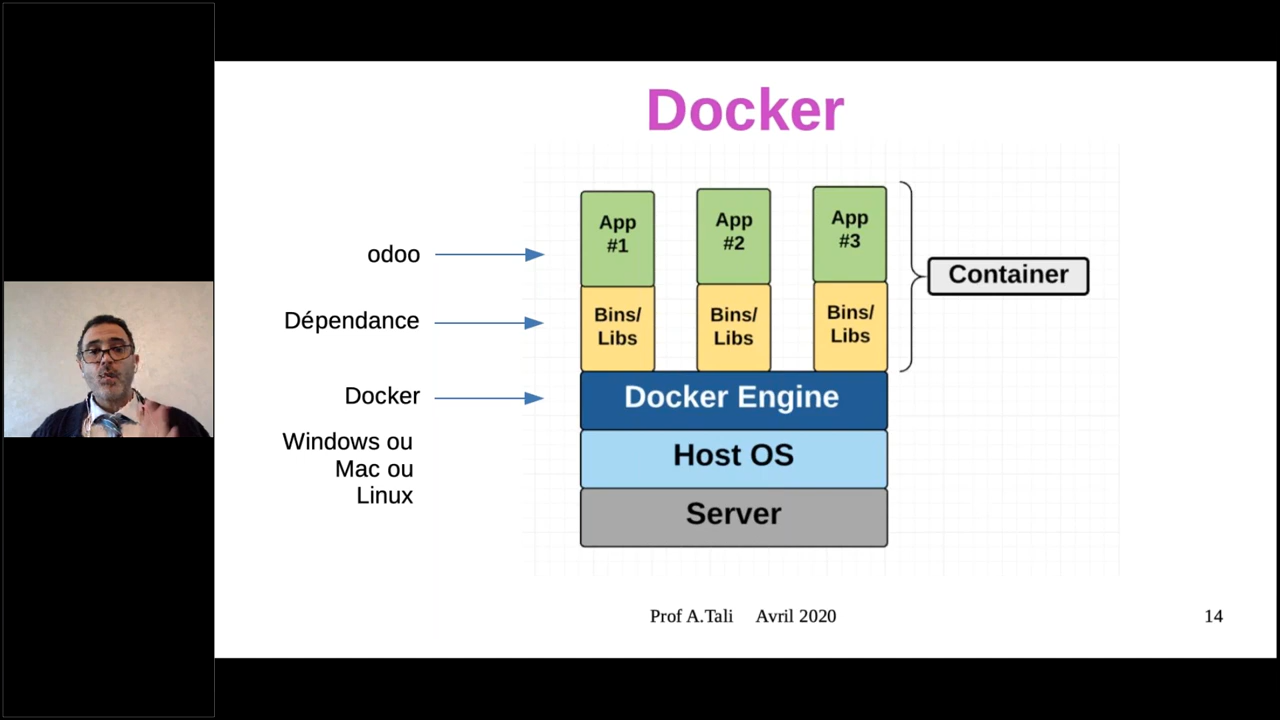 Docker
App
#1
App
#2
App
#3
odoo
Container
Dépendance
Bins/
Libs
Bins/
Libs
Bins/
Libs
Docker
Docker Engine
Windows ou
Mac ou
Linux
Host OS
Server
Prof A.Tali Avril 2020
14